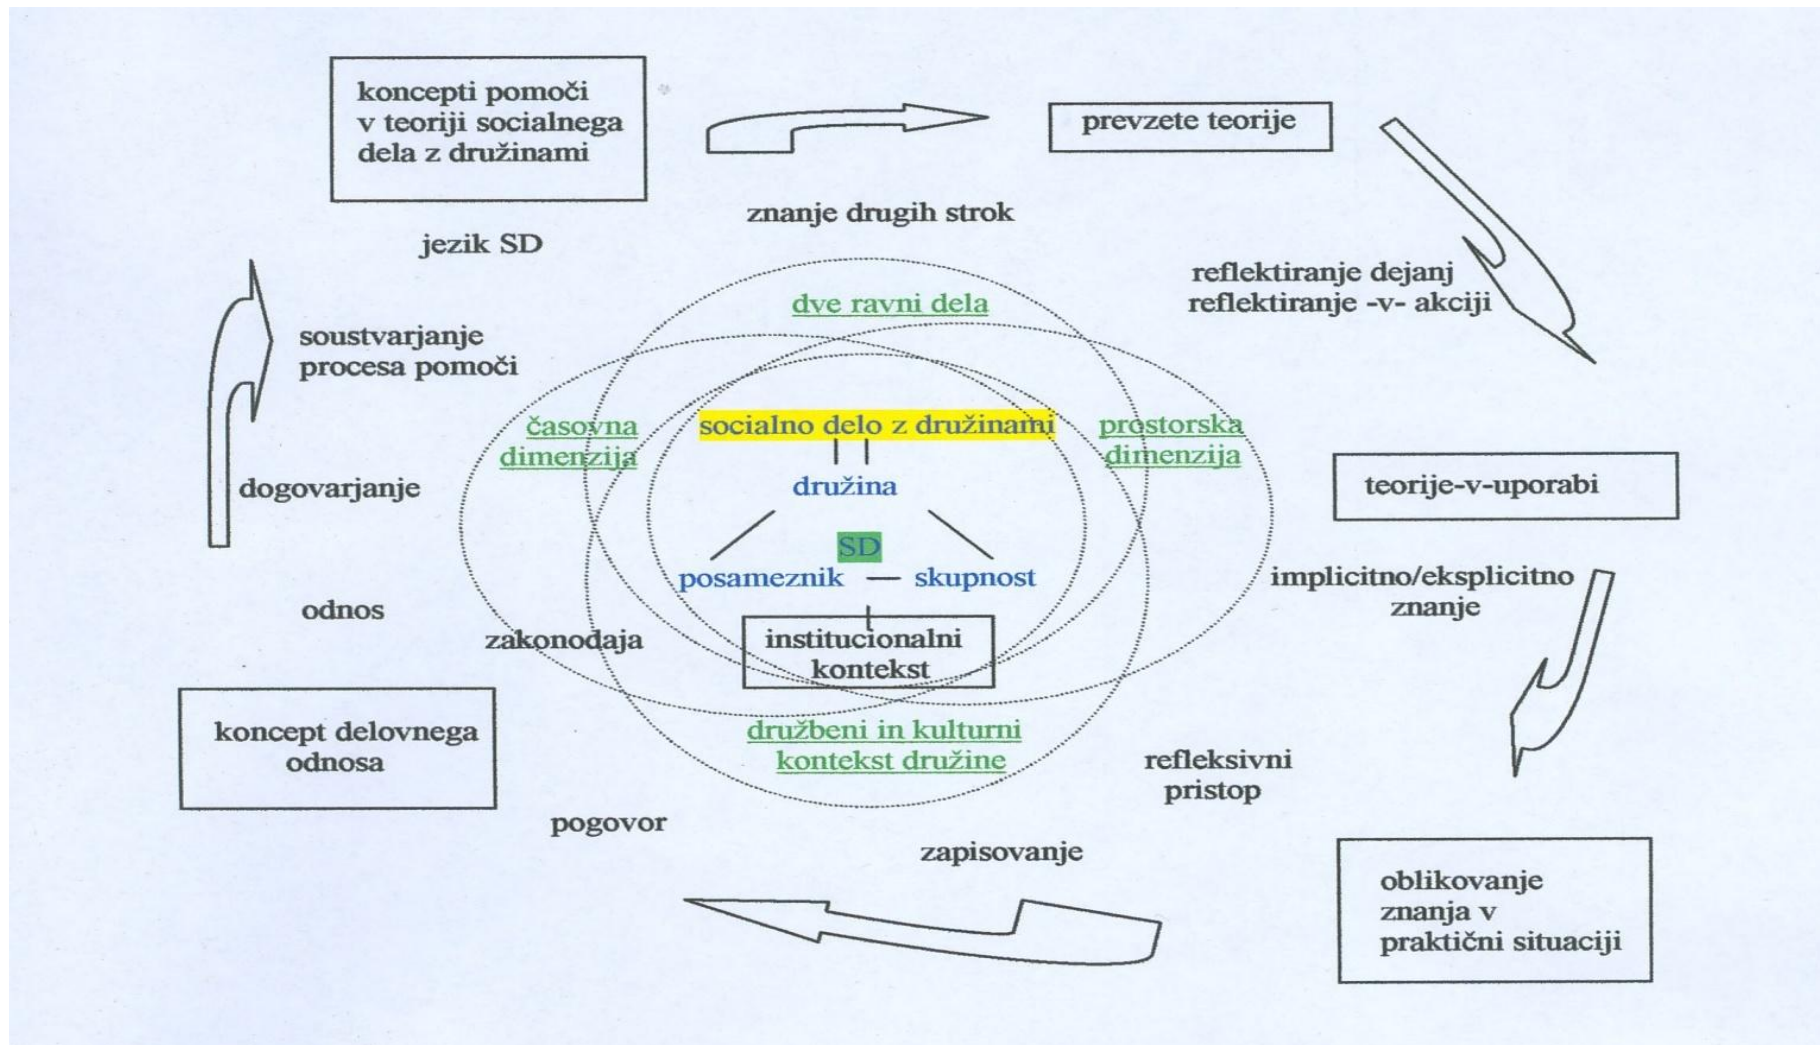 koncepti pomoči
v teoriji socialnega
dela z družinami
prevzete teorije
znanje drugih strok
jezik SD
reflektiranje dejanj
reflektiranje -v- akciji
dve ravni dela
soustvarjanje
procesa pomoči
časovna
dimenzija
socialno delo z družinami
prostorska
dimenzija
družina
dogovarjanje
teorije-v-uporabi
SD
posameznik
skupnost
implicitno/eksplicitno
znanje
odnos
zakonodaja
institucionalni
kontekst
koncept delovnega
odnosa
družbeni in kulturni
kontekst družine
refleksivni
pristop
pogovor
zapisovanje
oblikovanje
znanja v
praktični situaciji